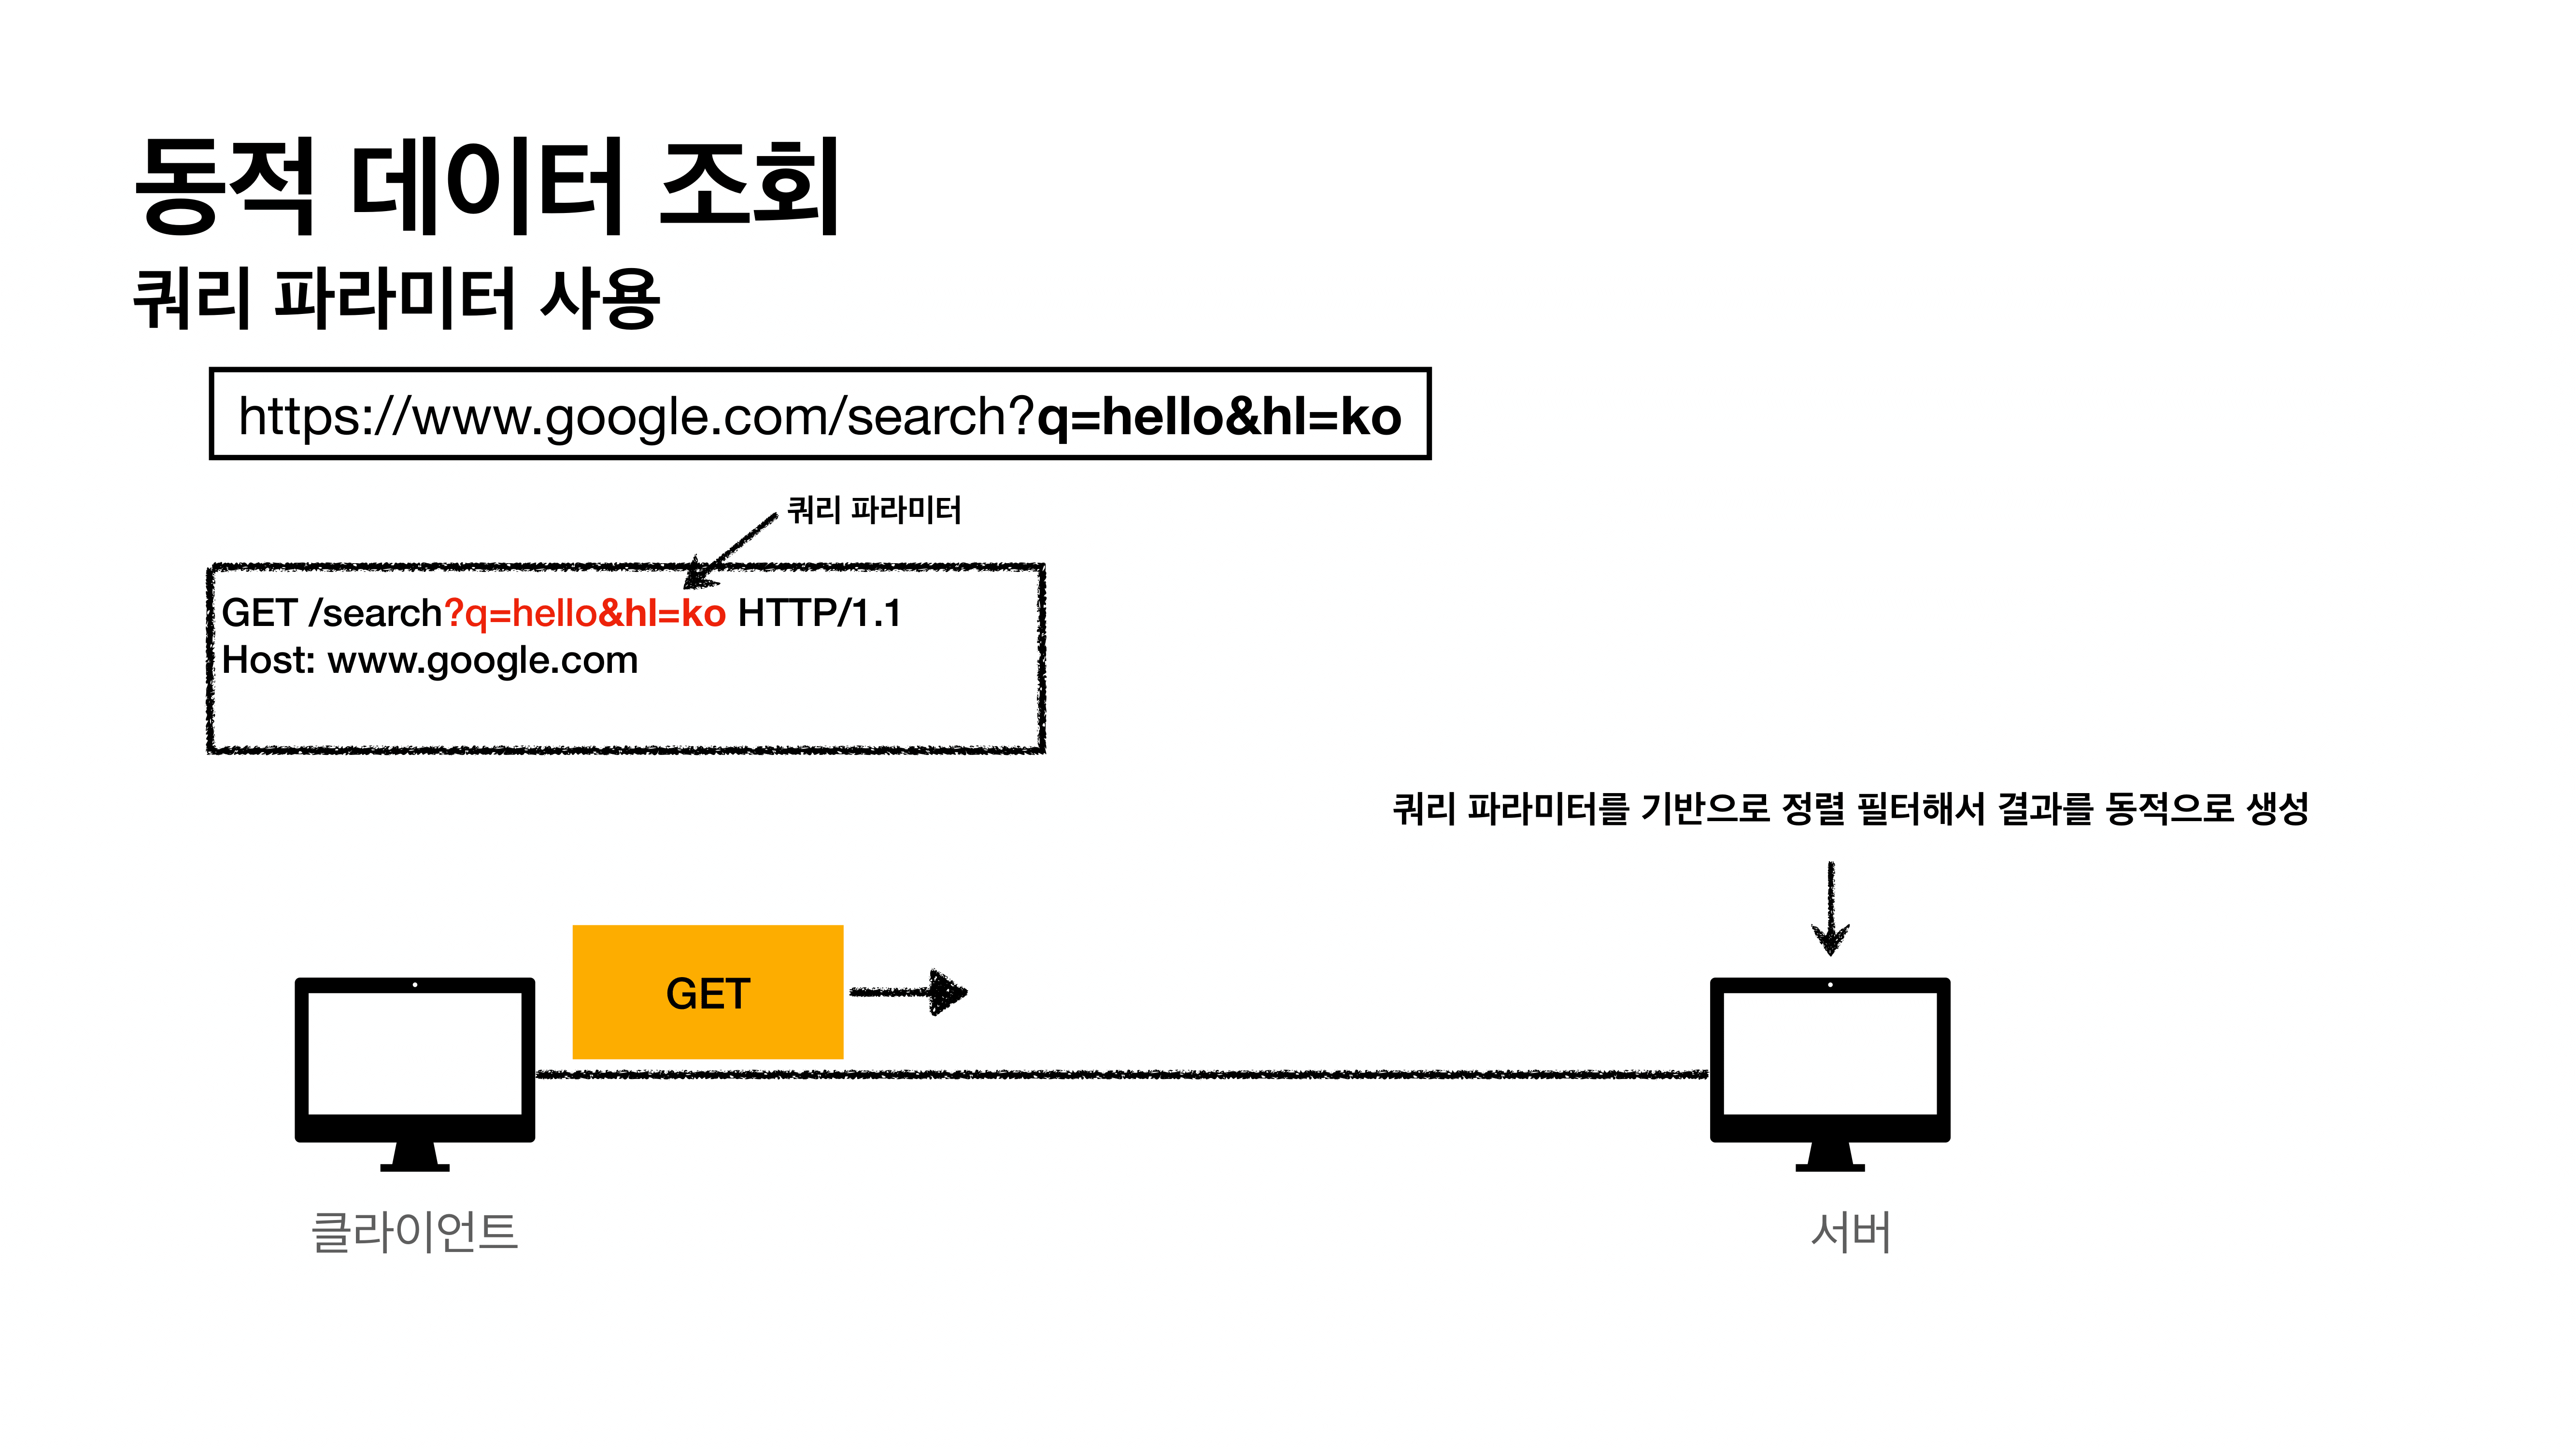 동적 데이터 조회
쿼리 파라미터 사용
https://www.google.com/search?q=hello&hl=ko
쿼리 파라미터
GET /search?q=hello&hl=ko HTTP/1.1
Host: www.google.com
쿼리 파라미터를 기반으로 정렬 필터해서 결과를 동적으로 생성
GET
클라이언트
서버